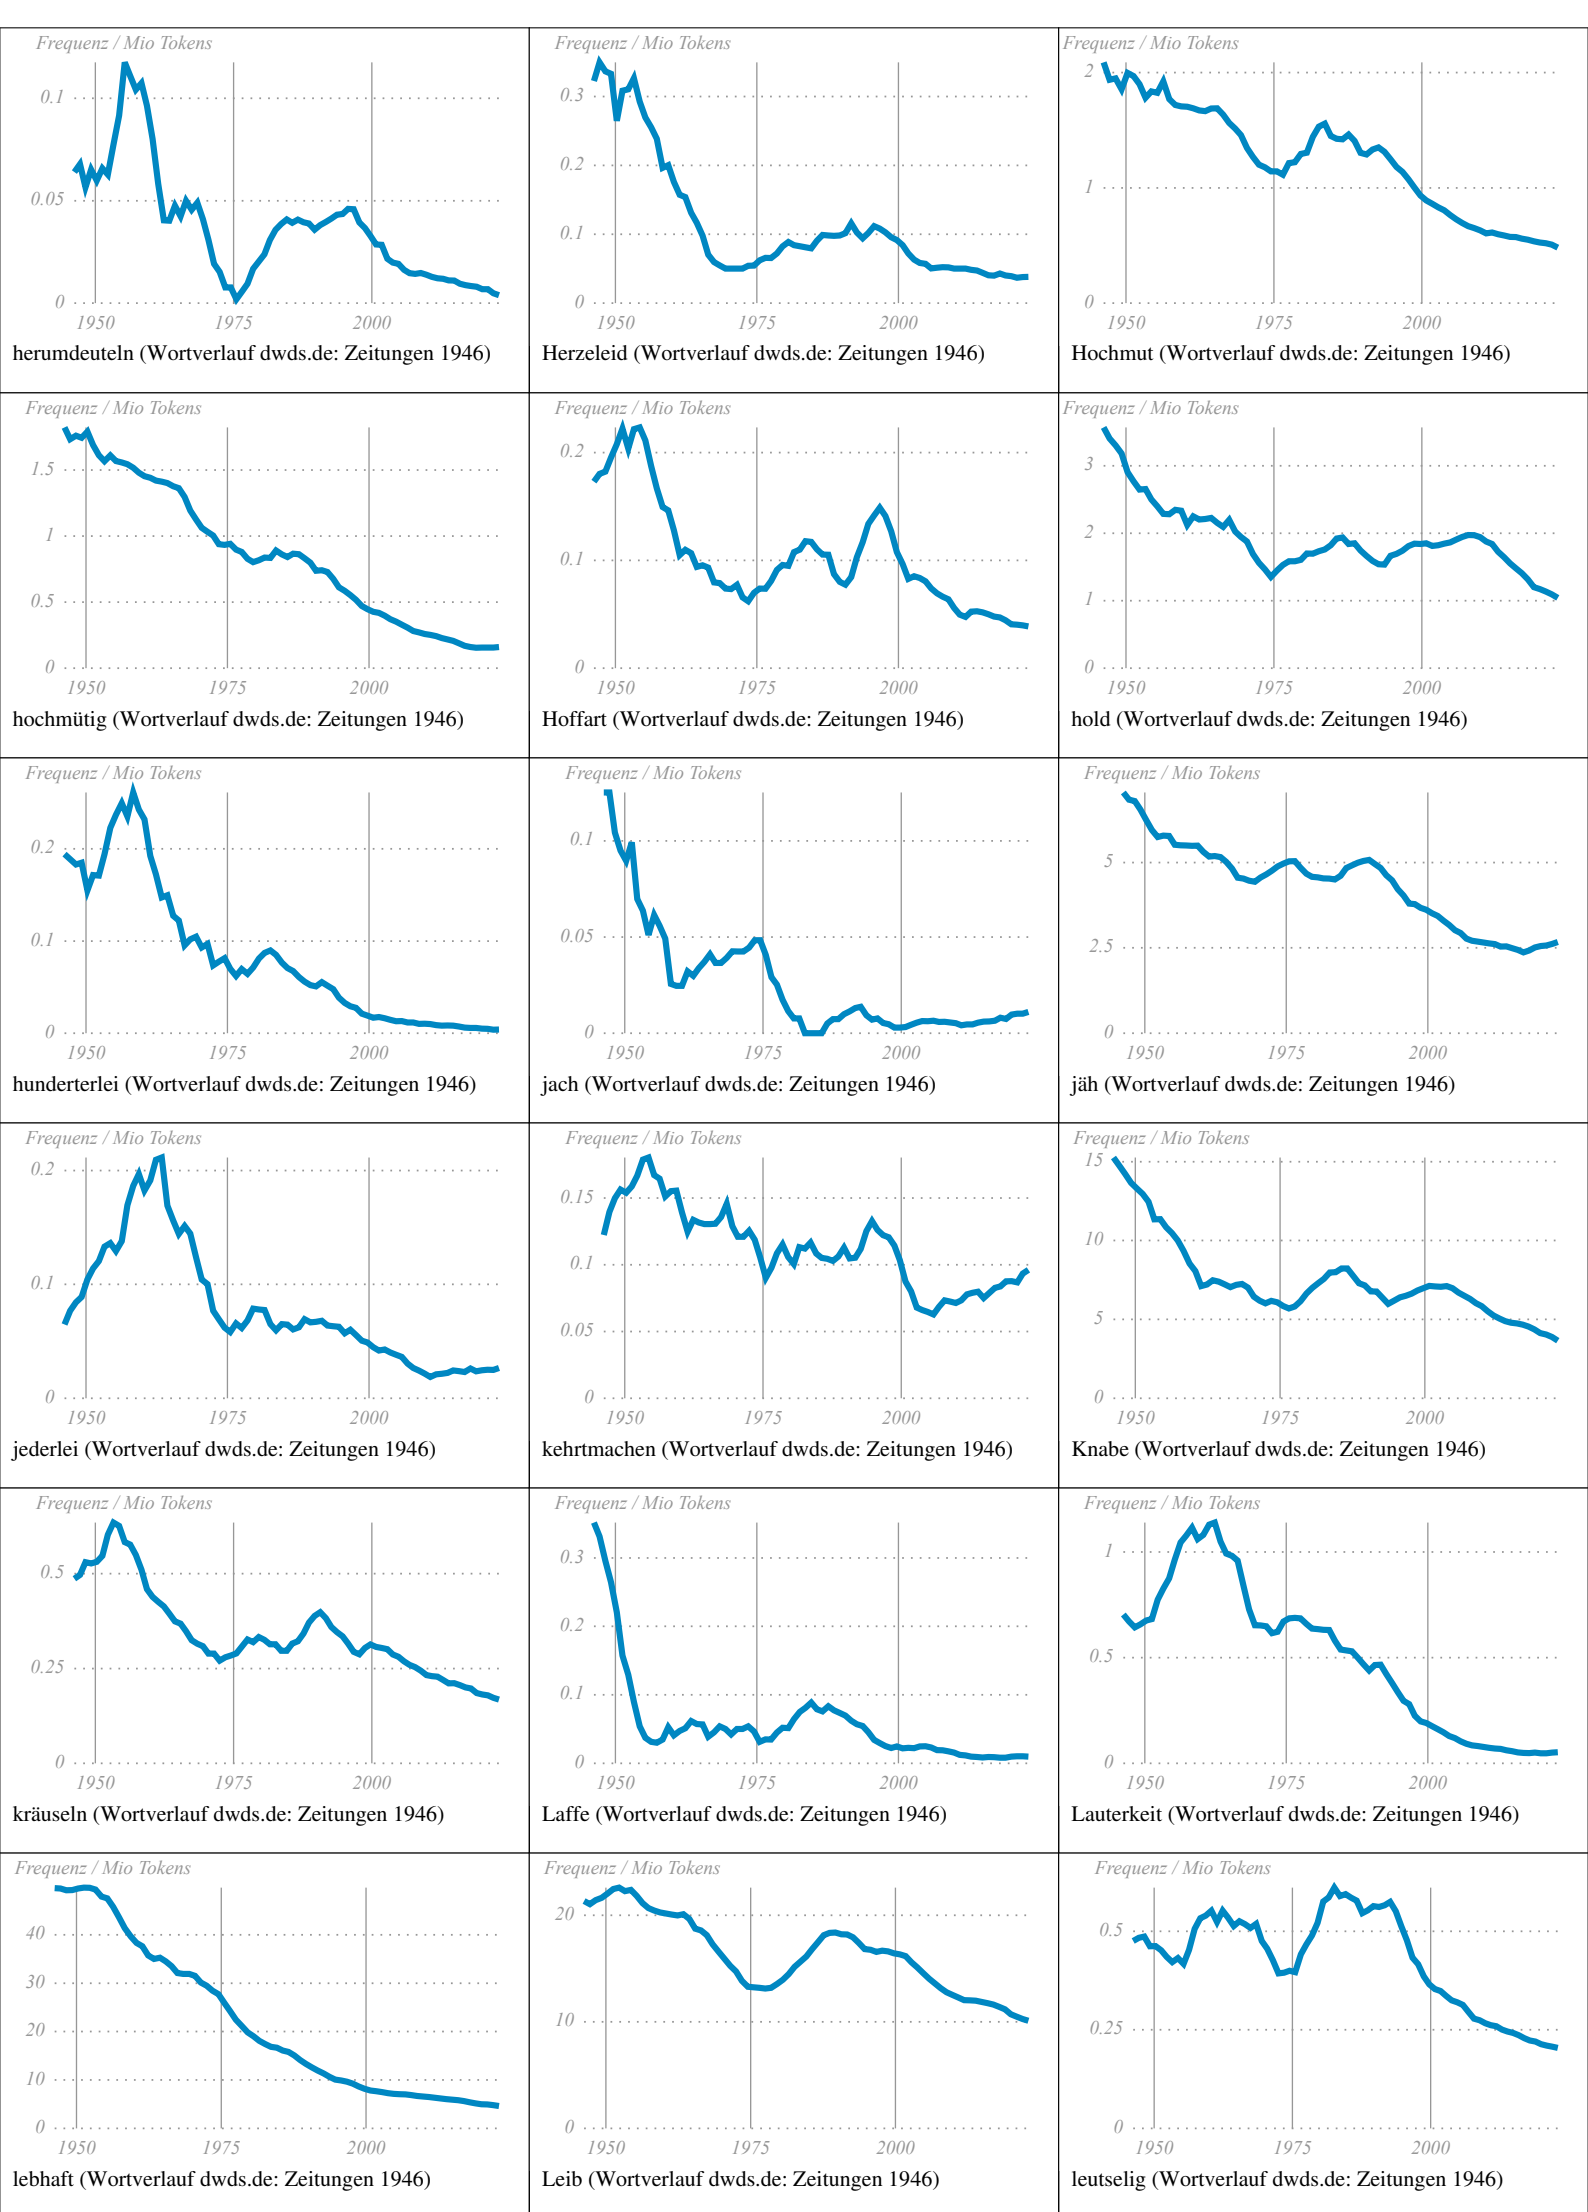 Frequenz / Mio Tokens
0.1
0.05
0
1950 1975 2000
herumdeuteln (Wortverlauf dwds.de: Zeitungen 1946)
Frequenz / Mio Tokens
0.3
0.2
0.1
0
1950 1975 2000
Herzeleid (Wortverlauf dwds.de: Zeitungen 1946)
Frequenz / Mio Tokens
2
1
0
1950 1975 2000
Hochmut (Wortverlauf dwds.de: Zeitungen 1946)
Frequenz / Mio Tokens
1.5
1
0.5
0
1950 1975 2000
hochmütig (Wortverlauf dwds.de: Zeitungen 1946)
Frequenz / Mio Tokens
0.2
0.1
0
1950 1975 2000
Hoffart (Wortverlauf dwds.de: Zeitungen 1946)
Frequenz / Mio Tokens
3
2
1
0
1950 1975 2000
hold (Wortverlauf dwds.de: Zeitungen 1946)
Frequenz / Mio Tokens
0.2
0.1
0
1950 1975 2000
hunderterlei (Wortverlauf dwds.de: Zeitungen 1946)
Frequenz / Mio Tokens
0.1
0.05
0
1950 1975 2000
jach (Wortverlauf dwds.de: Zeitungen 1946)
Frequenz / Mio Tokens
5
2.5
0
1950 1975 2000
jäh (Wortverlauf dwds.de: Zeitungen 1946)
Frequenz / Mio Tokens
0.2
0.1
0
1950 1975 2000
jederlei (Wortverlauf dwds.de: Zeitungen 1946)
Frequenz / Mio Tokens
0.15
0.1
0.05
0
1950 1975 2000
kehrtmachen (Wortverlauf dwds.de: Zeitungen 1946)
Frequenz / Mio Tokens
15
10
5
0
1950 1975 2000
Knabe (Wortverlauf dwds.de: Zeitungen 1946)
Frequenz / Mio Tokens
0.5
0.25
0
1950 1975 2000
kräuseln (Wortverlauf dwds.de: Zeitungen 1946)
Frequenz / Mio Tokens
0.3
0.2
0.1
0
1950 1975 2000
Laffe (Wortverlauf dwds.de: Zeitungen 1946)
Frequenz / Mio Tokens
1
0.5
0
1950 1975 2000
Lauterkeit (Wortverlauf dwds.de: Zeitungen 1946)
Frequenz / Mio Tokens
40
30
20
10
0
1950 1975 2000
lebhaft (Wortverlauf dwds.de: Zeitungen 1946)
Frequenz / Mio Tokens
20
10
0
1950 1975 2000
Leib (Wortverlauf dwds.de: Zeitungen 1946)
Frequenz / Mio Tokens
0.5
0.25
0
1950 1975 2000
leutselig (Wortverlauf dwds.de: Zeitungen 1946)